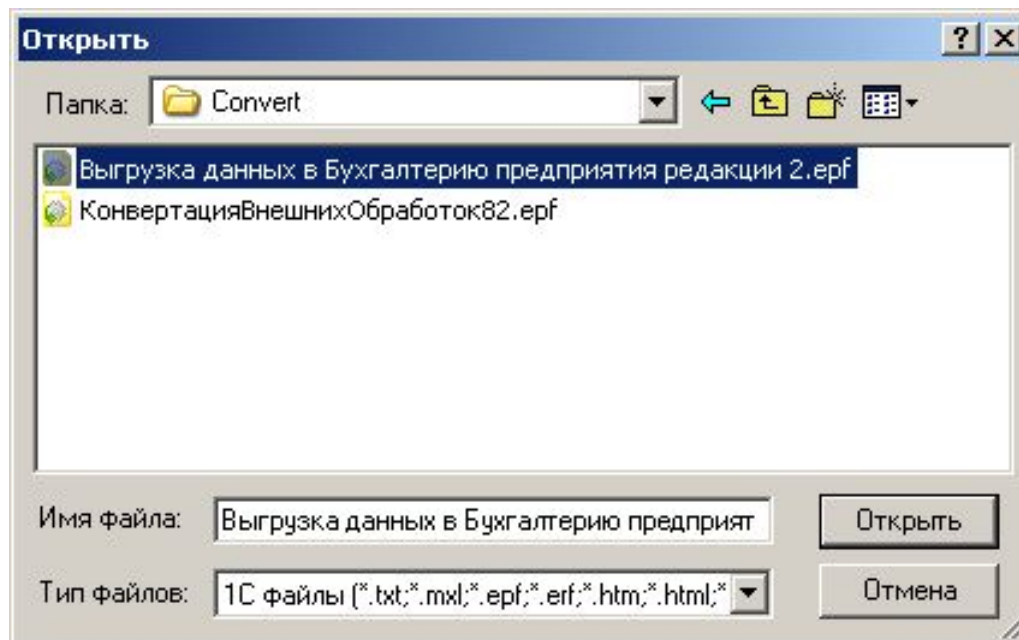 Открыть
Папка: Convert
Выгрузка данных в Бухгалтерию предприятия редакции 2.epf
КонвертацияВнешнихОбработок82.epf
Имя файла: Выгрузка данных в Бухгалтерию предприят
Открыть
Тип файлов: 1С файлы (*.txt;*.mxl;*.epf;*.erf;*.htm;*.html;*
Отмена